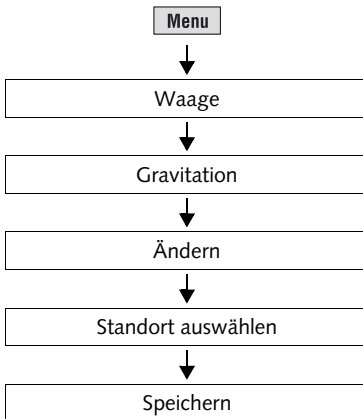 Menu
Waage
Gravitation
Ändern
Standort auswählen
Speichern